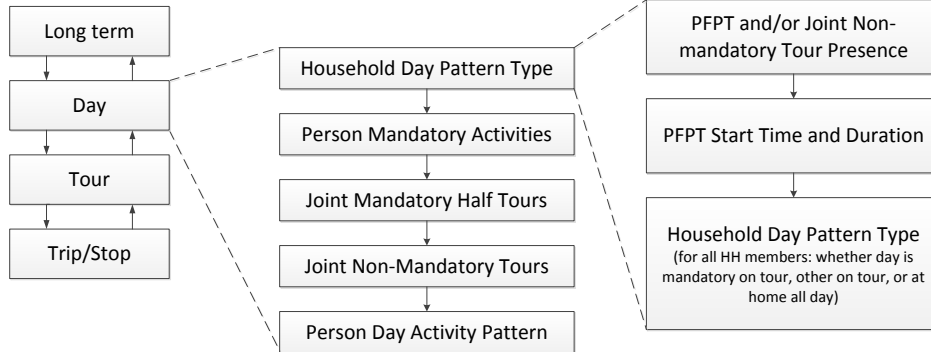 Long term
Day
Tour
Trip/Stop
Household Day Pattern Type
Person Mandatory Activities
Joint Mandatory Half Tours
Joint Non-Mandatory Tours
Person Day Activity Pattern
PFPT and/or Joint Non-
mandatory Tour Presence
PFPT Start Time and Duration
Household Day Pattern Type
(for all HH members: whether day is
mandatory on tour, other on tour, or at
home all day)